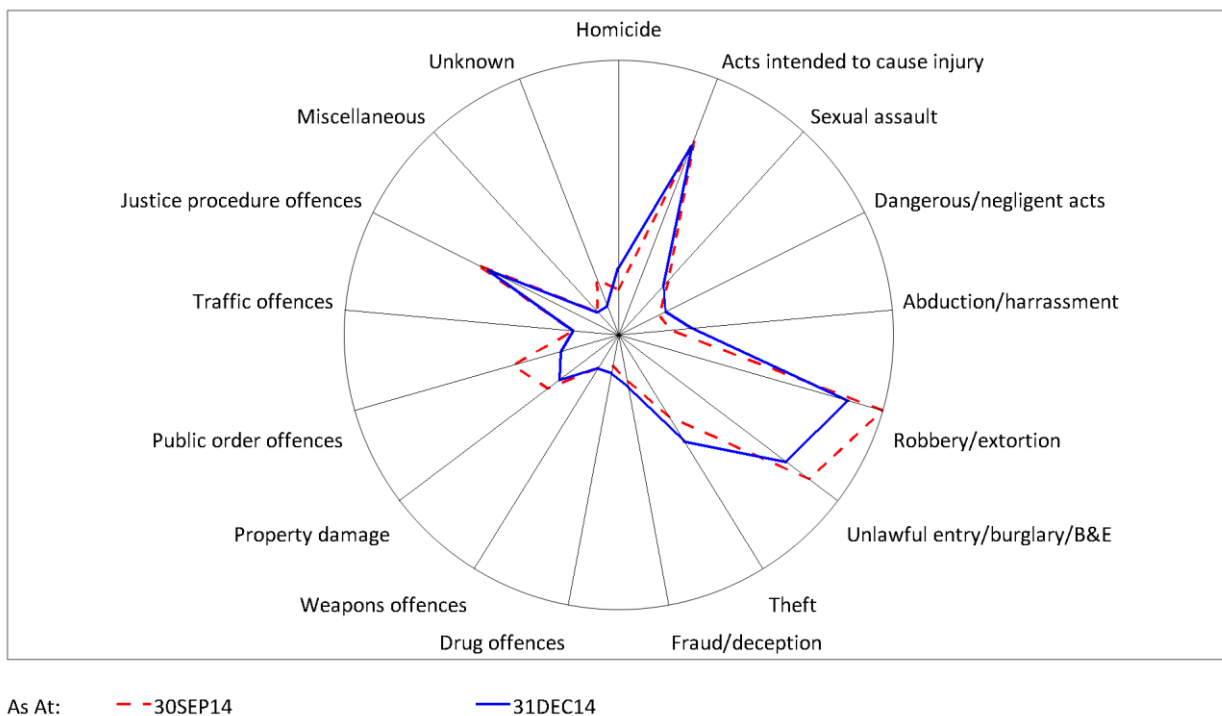 Homicide
Unknown
Acts intended to cause injury
Miscellaneous
Sexual assault
Justice procedure offences
Dangerous/negligent acts
Traffic offences
Abduction/harrassment
Public order offences
Robbery/extortion
Property damage
Unlawful entry/burglary/B&E
Weapons offences
Theft
Drug offences
Fraud/deception
As At: 30SEP14 31DEC14